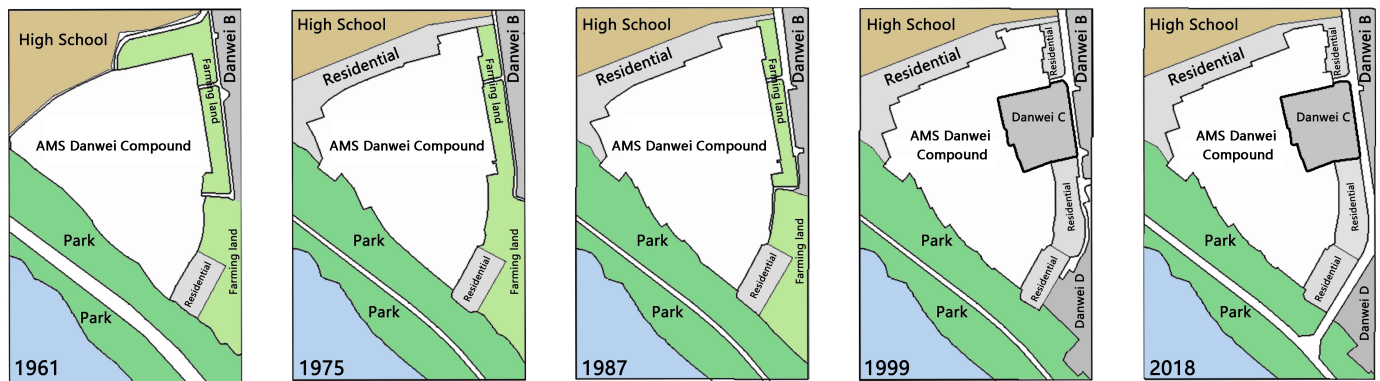 High School
Danwei B
Farming land
AMS Danwei Compound
Park
Residential
Farming land
Park
1961
High School
Danwei B
Residential
Farming land
AMS Danwei Compound
Park
Residential
Farming land
Park
1975
High School
Danwei B
Residential
Farming land
AMS Danwei Compound
Park
Residential
Farming land
Park
1987
High School
Danwei B
Residential
Residential
Danwei C
AMS Danwei
Compound
Residential
Park
Residential
Danwei D
Park
1999
High School
Danwei B
Residential
Residential
Danwei C
AMS Danwei
Compound
Residential
Park
Residential
Danwei D
Park
2018